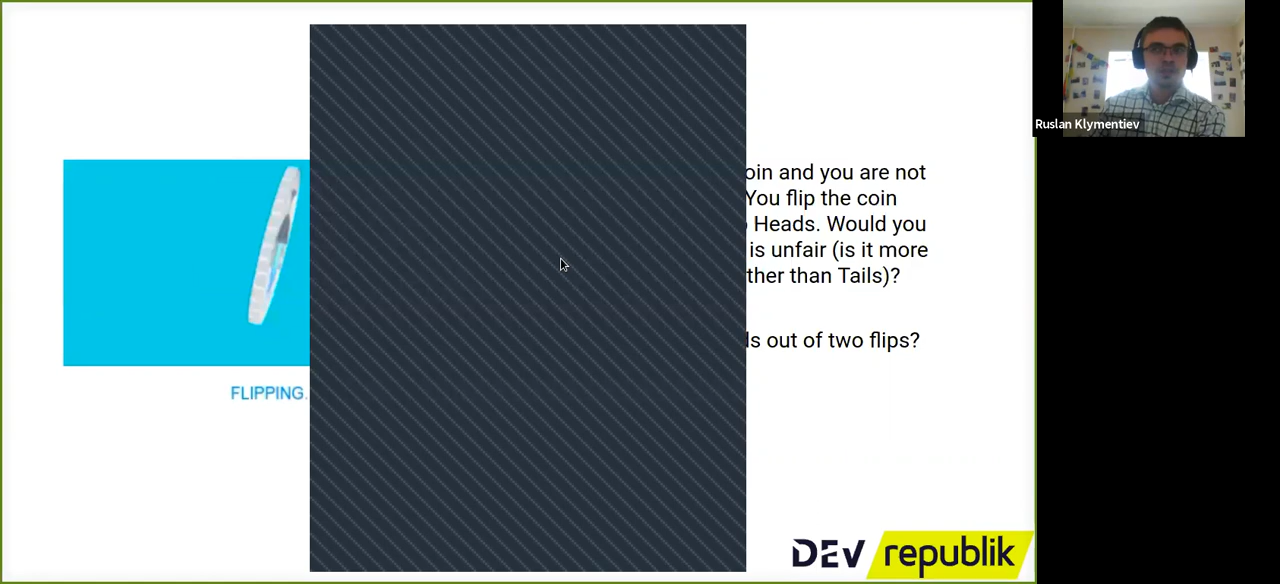 oin and you are not
You flip the coin
Heads. Would you
is unfair (is it more
ther than Tails)?
ls out of two flips?
FLIPPING.
DEV republik
Ruslan Klymentiev